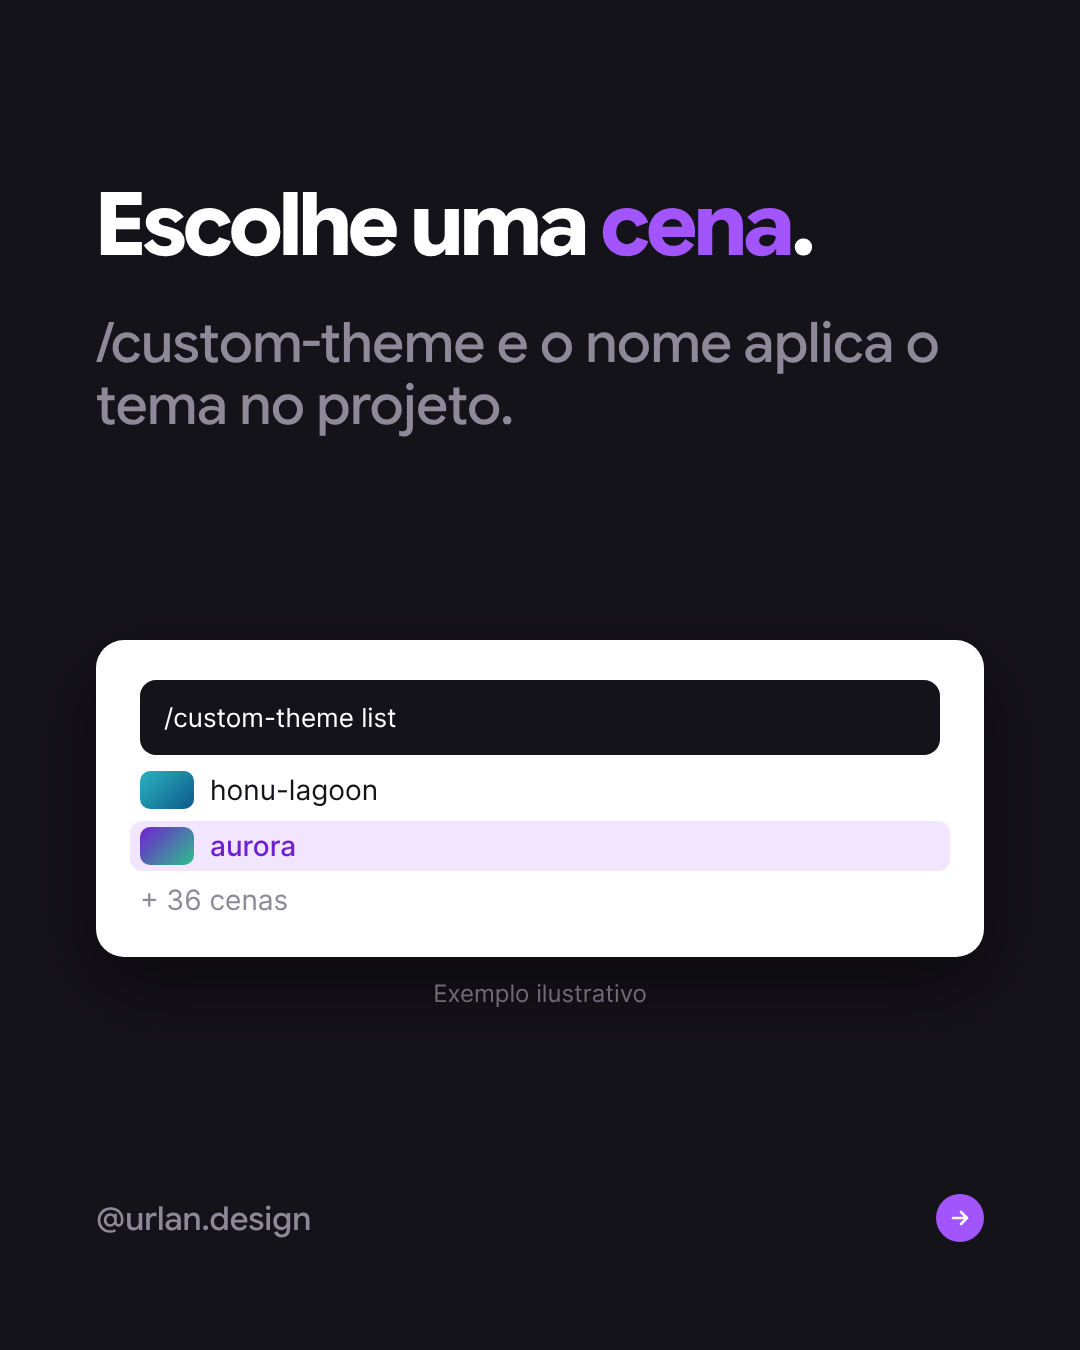 Escolhe uma cena.
/custom-theme e o nome aplica o
tema no projeto.
/custom-theme list
honu-lagoon
aurora
+ 36 cenas
Exemplo ilustrativo
@urlan.design